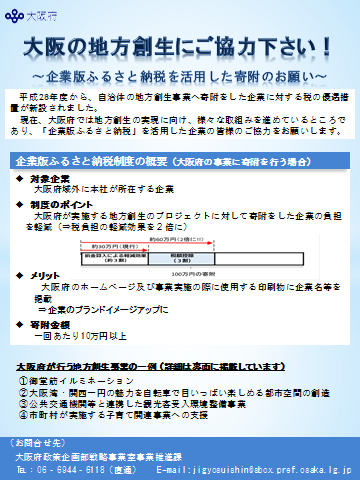 大阪府
大阪の地方創生にご協力下さい！
～企業版ふるさと納税を活用した寄附のお願い～
平成28年度から、自治体の地方創生事業へ寄附をした企業に対する税の優遇措
置が新設されました。
現在、大阪府では地方創生の実現に向け、様々な取組みを進めているところで
あり、「企業版ふるさと納税」を活用した企業の皆様のご協力をお願いします。
企業版ふるさと納税制度の概要（大阪府の事業に寄附を行う場合）
◆ 対象企業
大阪府域外に本社が所在する企業
◆ 制度のポイント
大阪府が実施する地方創生のプロジェクトに対して寄附をした企業の負担
を軽減（⇒税負担の軽減効果を２倍に）
約60万円(2倍に!!)
約30万円(現行)
損金算入による軽減効果
（約３割）
税額控除
（３割）
100万円の寄附
◆ メリット
大阪府のホームページ及び事業実施の際に使用する印刷物に企業名等を
掲載
⇒企業のブランドイメージアップに
◆ 寄附金額
一回あたり10万円以上
大阪府が行う地方創生事業の一例（詳細は裏面に掲載しています）
①御堂筋イルミネーション
②大阪湾・関西一円の魅力を自転車で目いっぱい楽しめる都市空間の創造
③公共交通機関等と連携した観光客受入環境整備事業
④市町村が実施する子育て関連事業への支援
（お問合せ先）
大阪府政策企画部戦略事業室事業推進課
Tel：06－6944－6118（直通） E-mail:jigyosuishin@sbox.pref.osaka.lg.jp